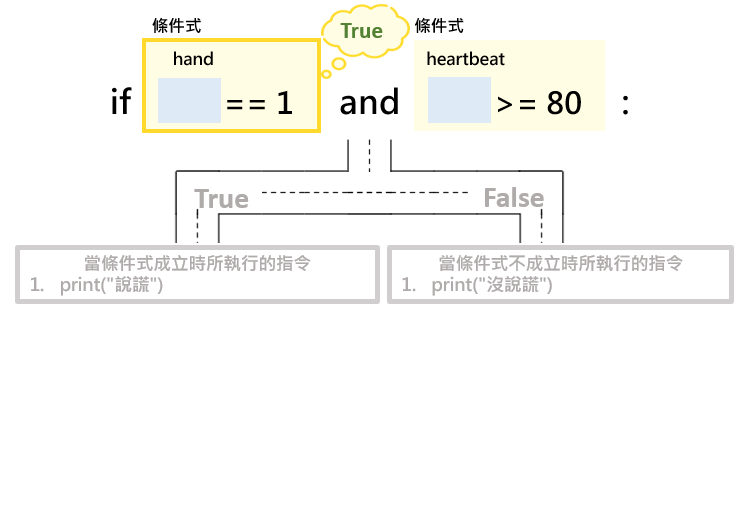 條件式 True 條件式
hand heartbeat
if == 1 and >= 80 :
True False
當條件式成立時所執行的指令
1. print("說謊")
當條件式不成立時所執行的指令
1. print("沒說謊")